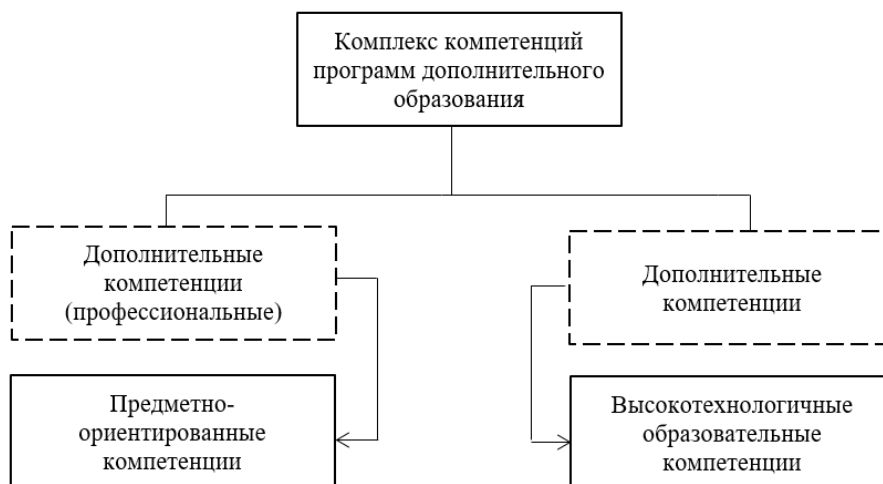 Комплекс компетенций
программ дополнительного
образования
Дополнительные
компетенции
(профессиональные)
Дополнительные
компетенции
Предметно-
ориентированные
компетенции
Высокотехнологичные
образовательные
компетенции